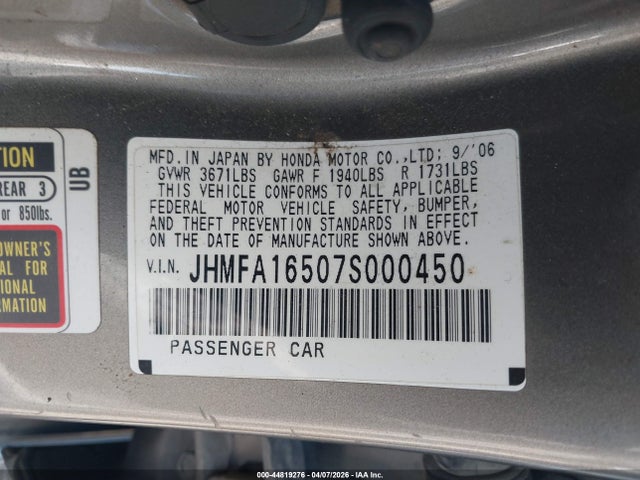 TION
REAR 3
or 850lbs.
OWNER'S
AL FOR
TIONAL
RMATION
UB
MFD.IN JAPAN BY HONDA MOTOR CO.,LTD; 9/'06
GVWR 3671LBS GAWR F 1940LBS R 1731LBS
THIS VEHICLE CONFORMS TO ALL APPLICABLE
FEDERAL MOTOR VEHICLE SAFETY, BUMPER,
AND THEFT PREVENTION STANDARDS IN EFFECT
ON THE DATE OF MANUFACTURE SHOWN ABOVE.
V.I.N. JHMFA16507S000450
PASSENGER CAR
000-44819276 - 04/07/2026 - IAA Inc.